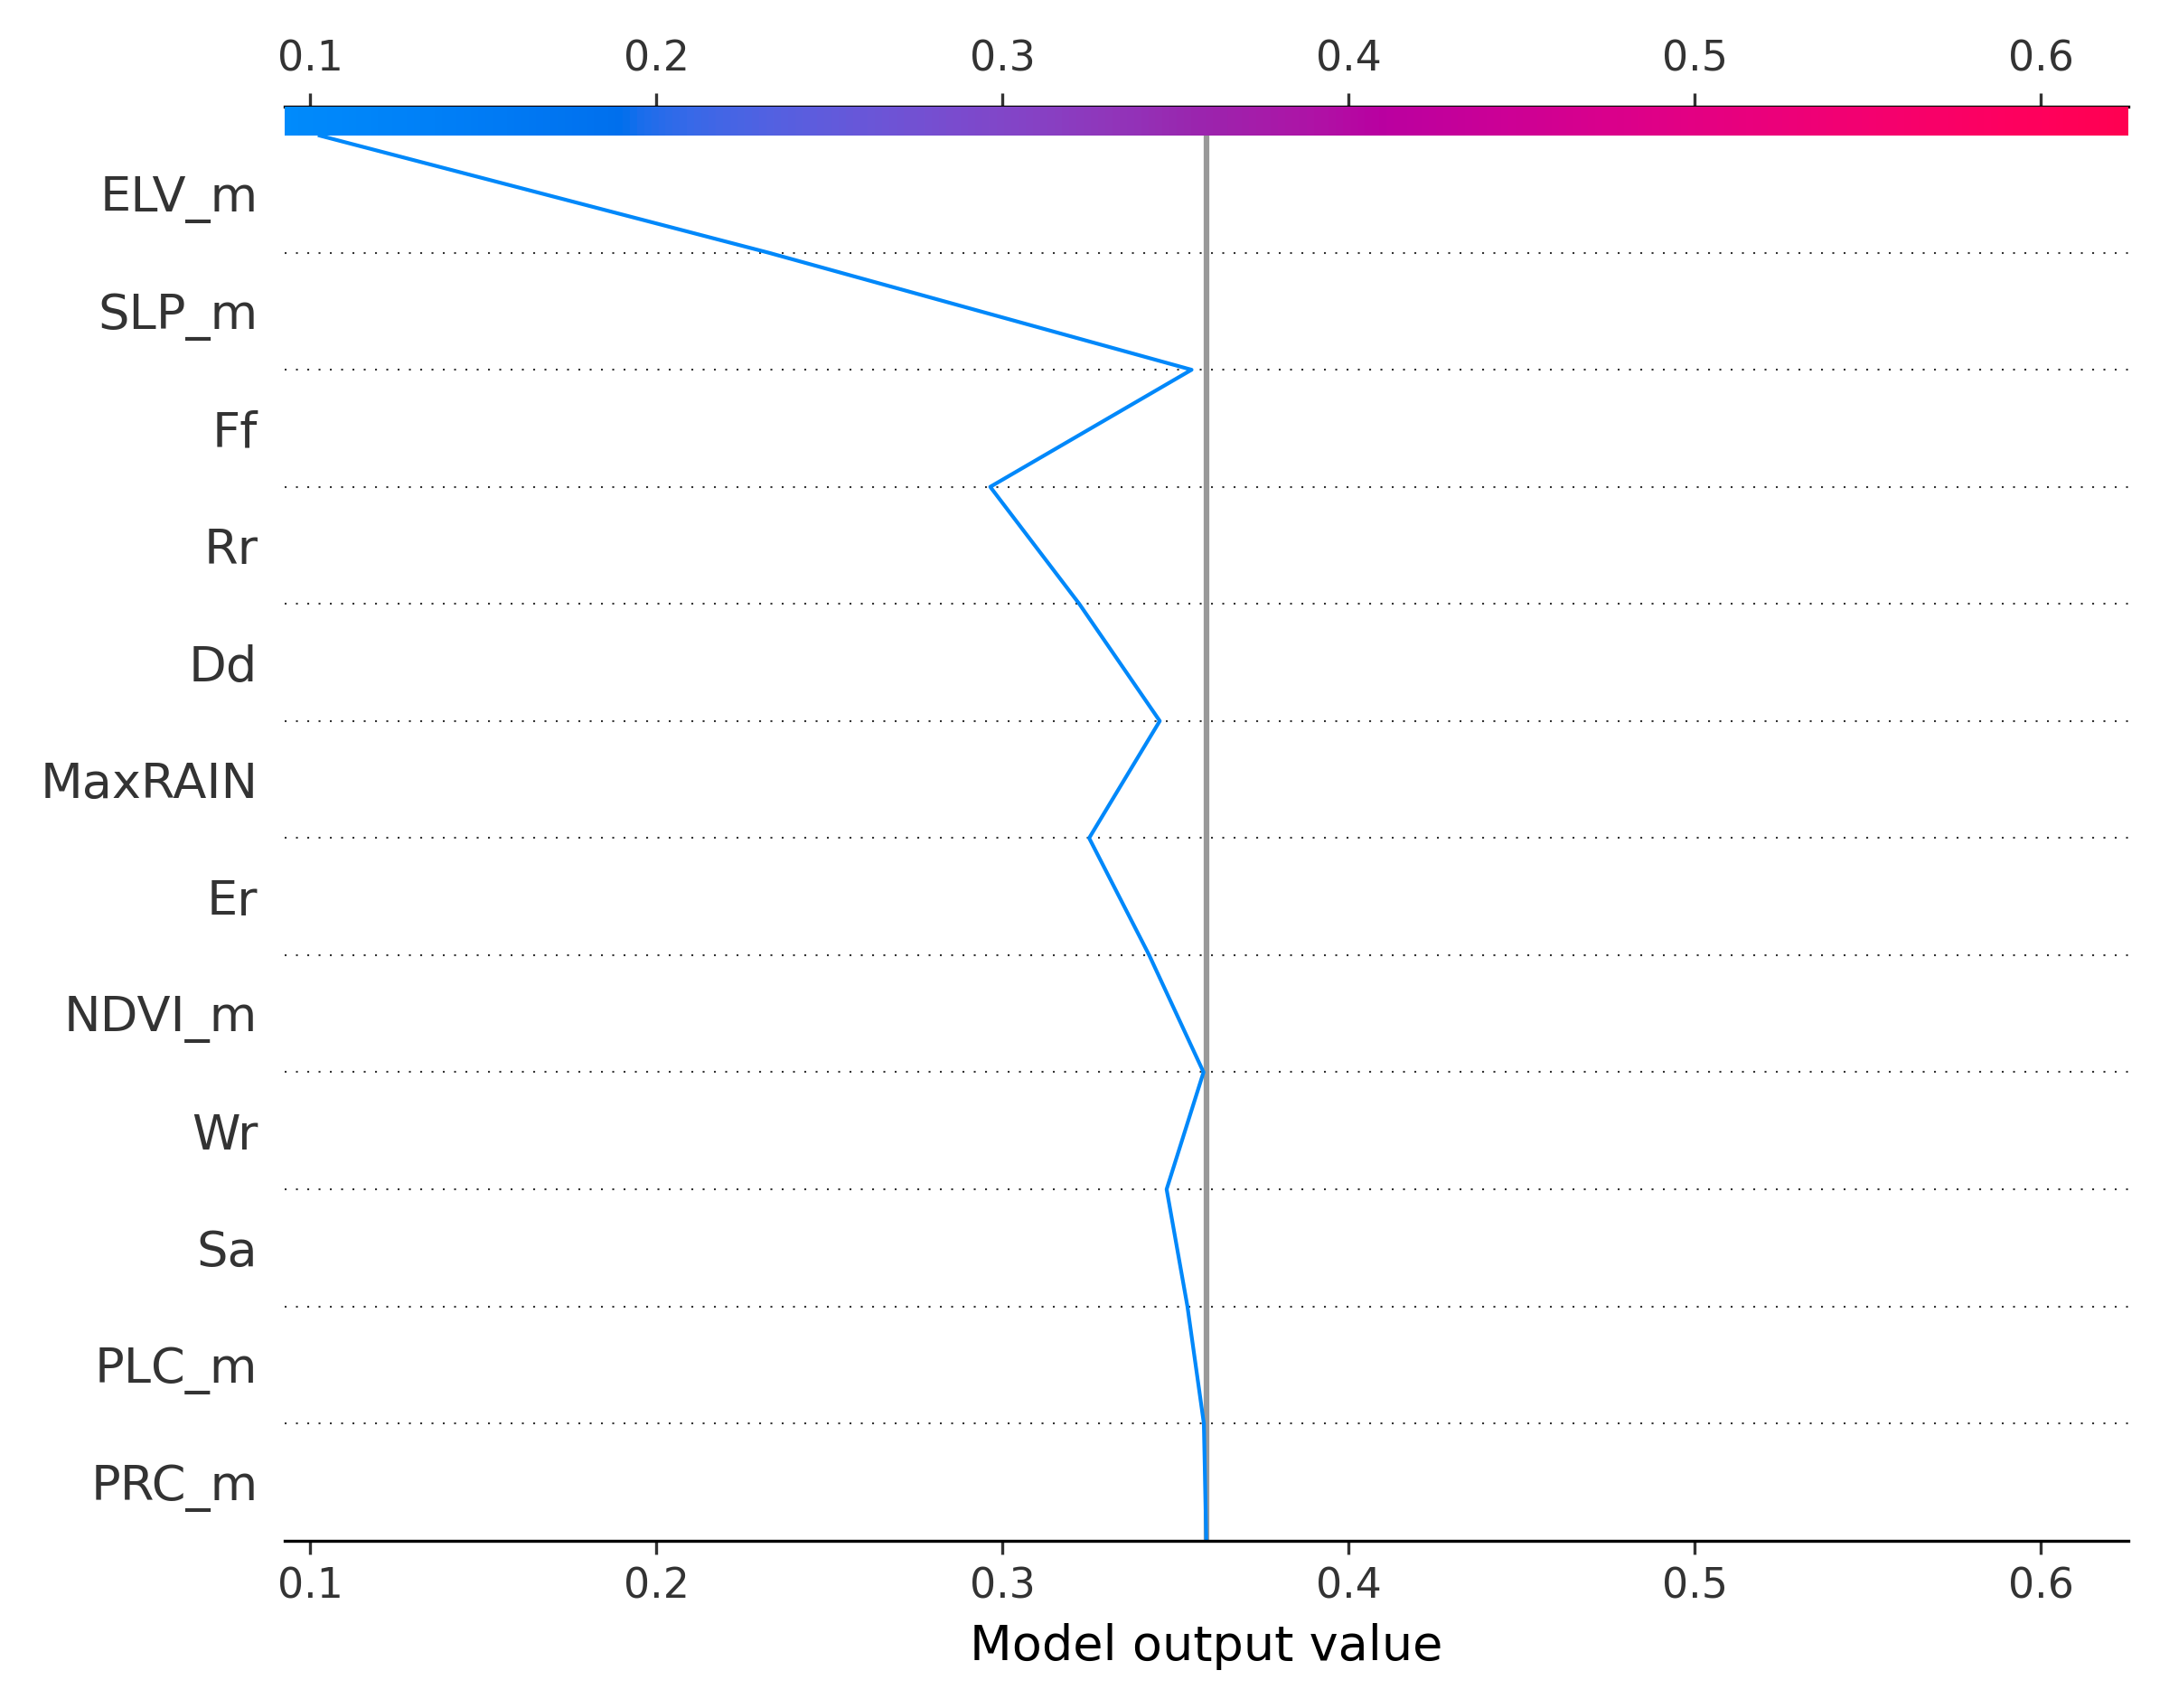 0.1 0.2 0.3 0.4 0.5 0.6
ELV_m
SLP_m
Ff
Rr
Dd
MaxRAIN
Er
NDVI_m
Wr
Sa
PLC_m
PRC_m
0.1 0.2 0.3 0.4 0.5 0.6
Model output value